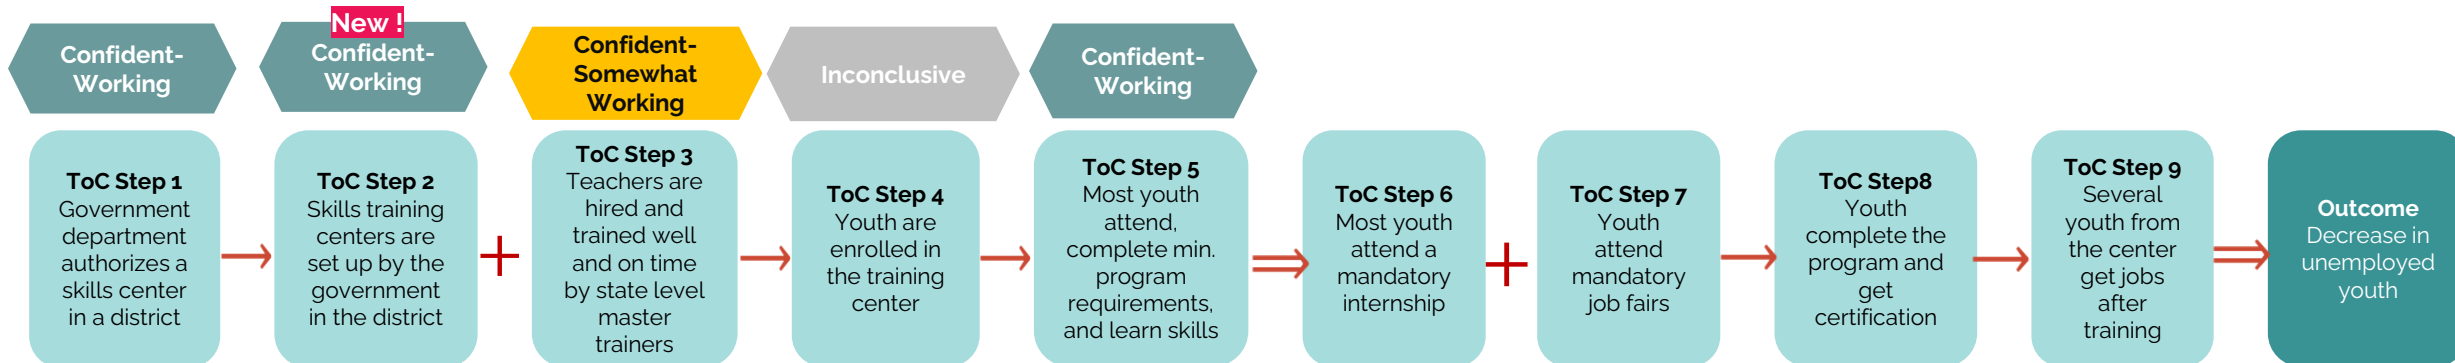 New !
Confident-
Working
Confident-
Working
Confident-
Somewhat
Working
Inconclusive
Confident-
Working
ToC Step 1
Government
department
authorizes a
skills center
in a district
ToC Step 2
Skills training
centers are
set up by the
government
in the district
+
ToC Step 3
Teachers are
hired and
trained well
and on time
by state level
master
trainers
ToC Step 4
Youth are
enrolled in
the training
center
ToC Step 5
Most youth
attend,
complete min.
program
requirements,
and learn skills
ToC Step 6
Most youth
attend a
mandatory
internship
+
ToC Step 7
Youth
attend
mandatory
job fairs
ToC Step8
Youth
complete the
program and
get
certification
ToC Step 9
Several
youth from
the center
get jobs
after
training
Outcome
Decrease in
unemployed
youth